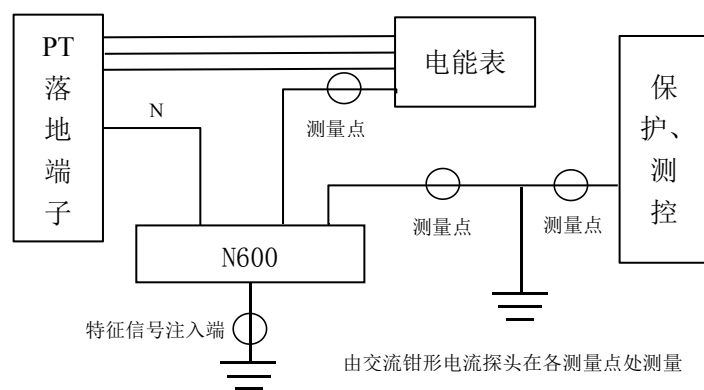 PT
落
地
端
子
N
电能表
测量点
保
护、
测
控
测量点
测量点
N600
特征信号注入端
由交流钳形电流探头在各测量点处测量